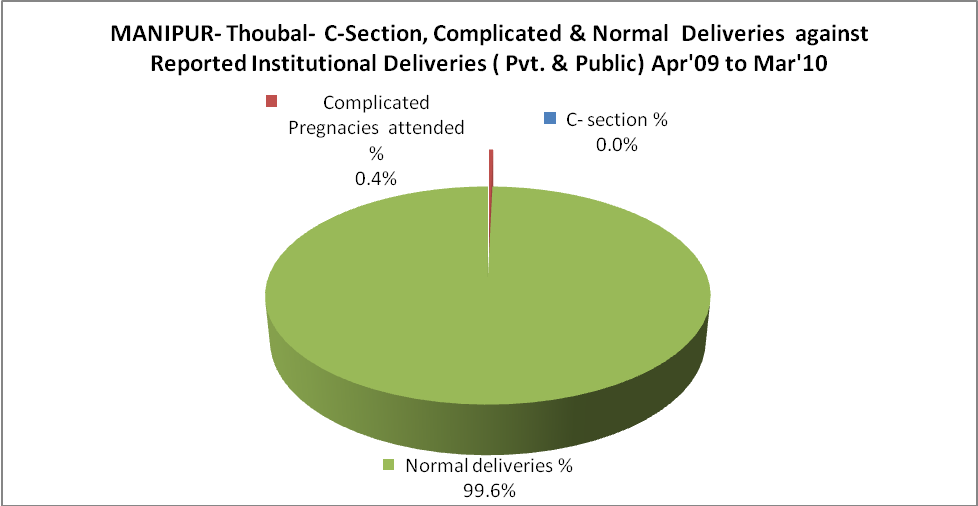 MANIPUR- Thoubal- C-Section, Complicated & Normal Deliveries against
Reported Institutional Deliveries ( Pvt. & Public) Apr'09 to Mar'10
Complicated
Pregnacies attended
%
0.4%
C- section %
0.0%
Normal deliveries %
99.6%